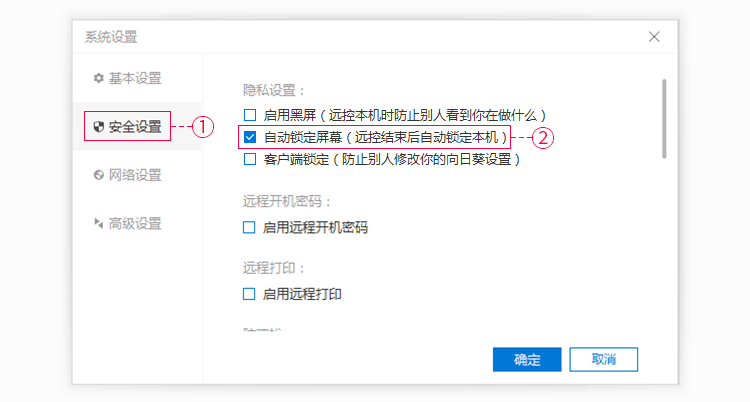 系统设置
基本设置
安全设置
①
网络设置
高级设置
隐私设置：
启用黑屏（远控本机时防止别人看到你在做什么）
自动锁定屏幕（远控结束后自动锁定本机）
②
客户端锁定（防止别人修改你的向日葵设置）
远程开机密码：
启用远程开机密码
远程打印：
启用远程打印
确定
取消